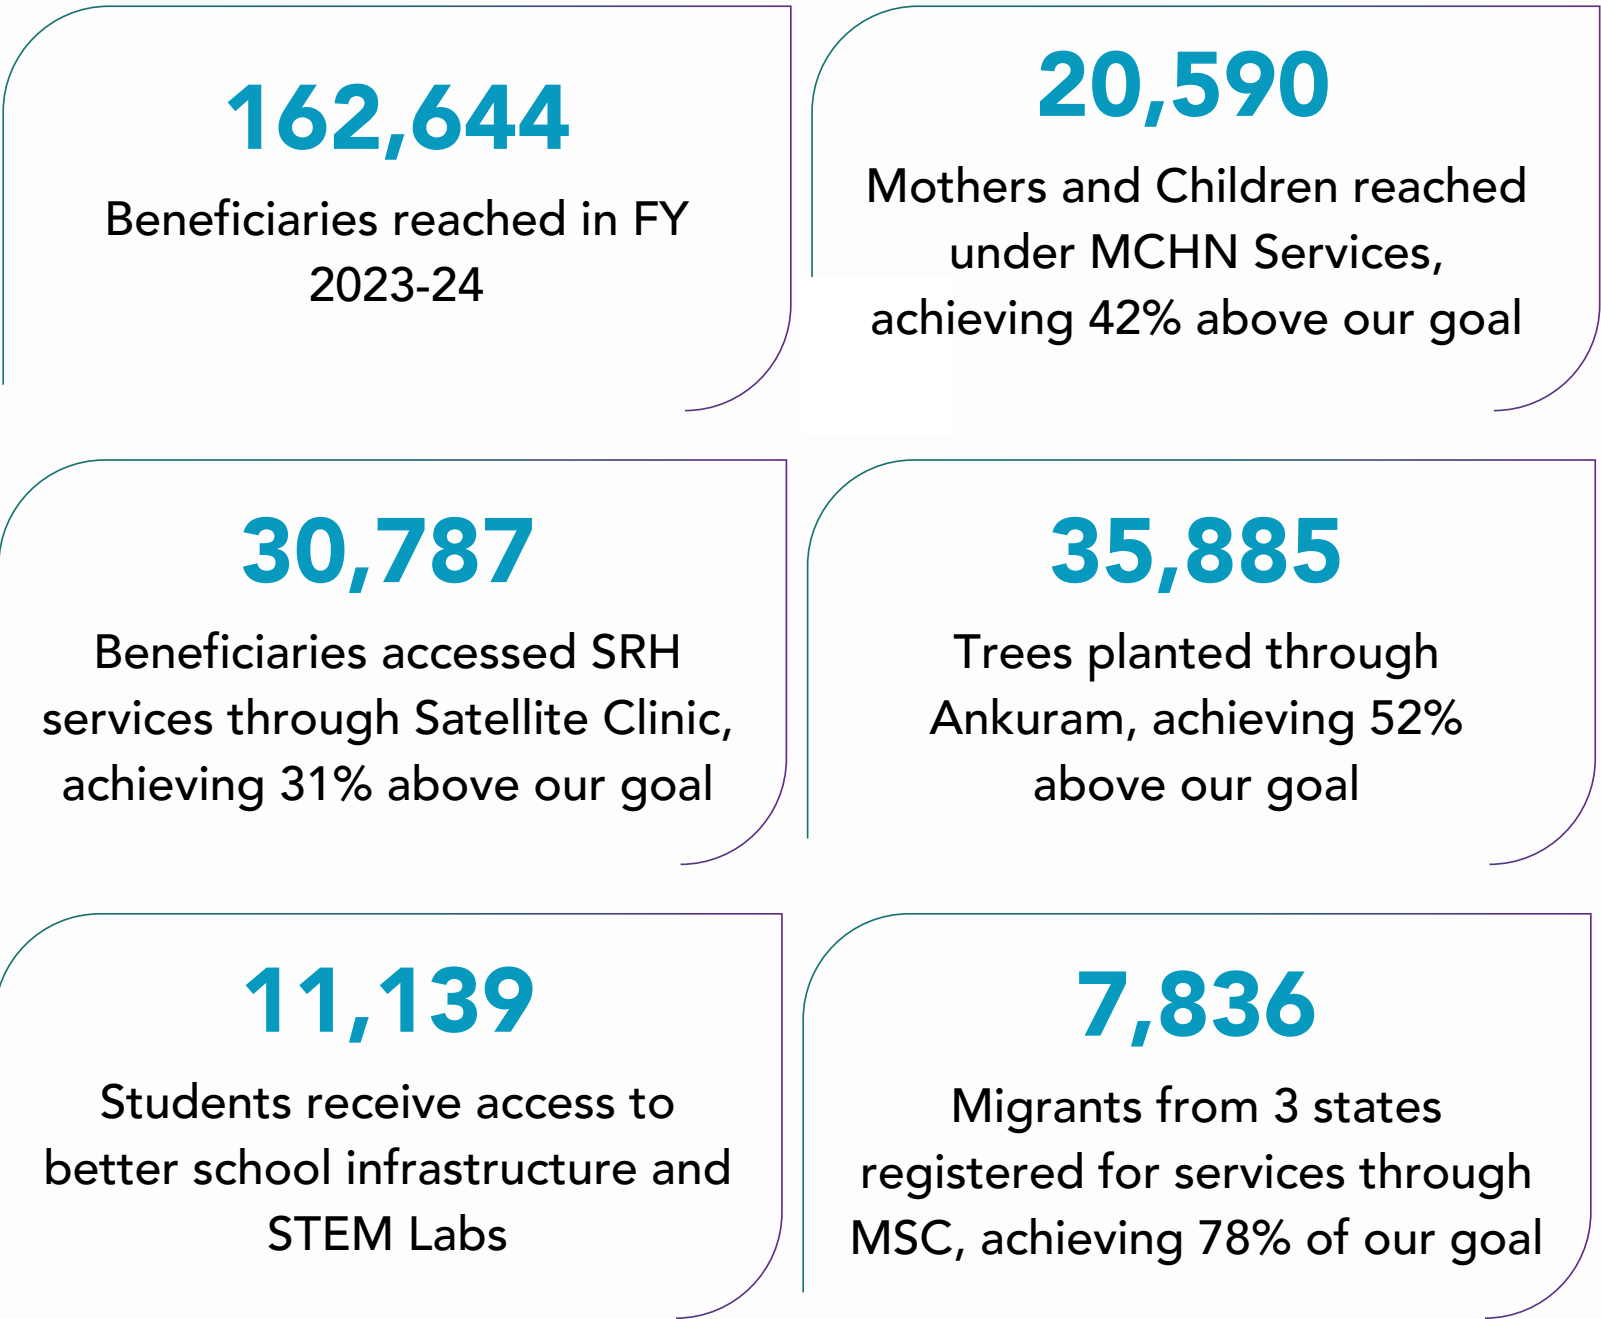 162,644
Beneficiaries reached in FY
2023-24
20,590
Mothers and Children reached
under MCHN Services,
achieving 42% above our goal
30,787
Beneficiaries accessed SRH
services through Satellite Clinic,
achieving 31% above our goal
35,885
Trees planted through
Ankuram, achieving 52%
above our goal
11,139
Students receive access to
better school infrastructure and
STEM Labs
7,836
Migrants from 3 states
registered for services through
MSC, achieving 78% of our goal